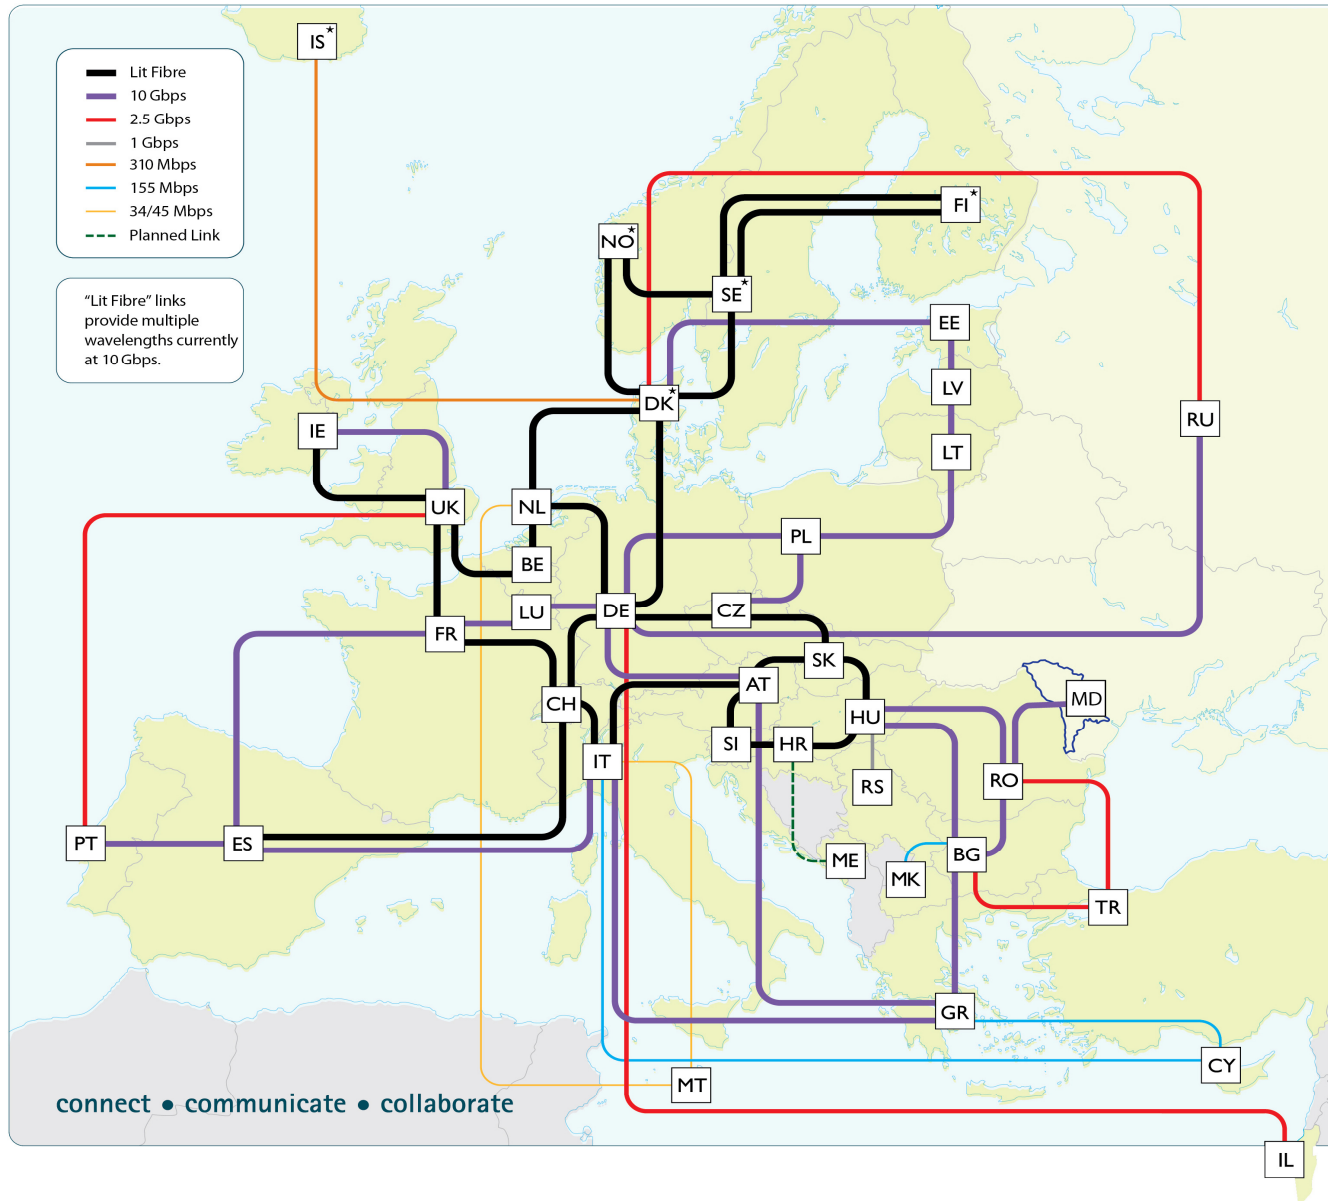 IS*
Lit Fibre
10 Gbps
2.5 Gbps
1 Gbps
310 Mbps
155 Mbps
34/45 Mbps
Planned Link
"Lit Fibre" links
provide multiple
wavelengths currently
at 10 Gbps.
FI*
NO*
SE*
EE
LV
DK*
RU
IE
LT
UK
NL
PL
BE
LU
DE
CZ
FR
SK
AT
MD
CH
HU
SI
HR
IT
RO
RS
PT
ES
ME
BG
MK
TR
GR
CY
MT
connect • communicate • collaborate
IL